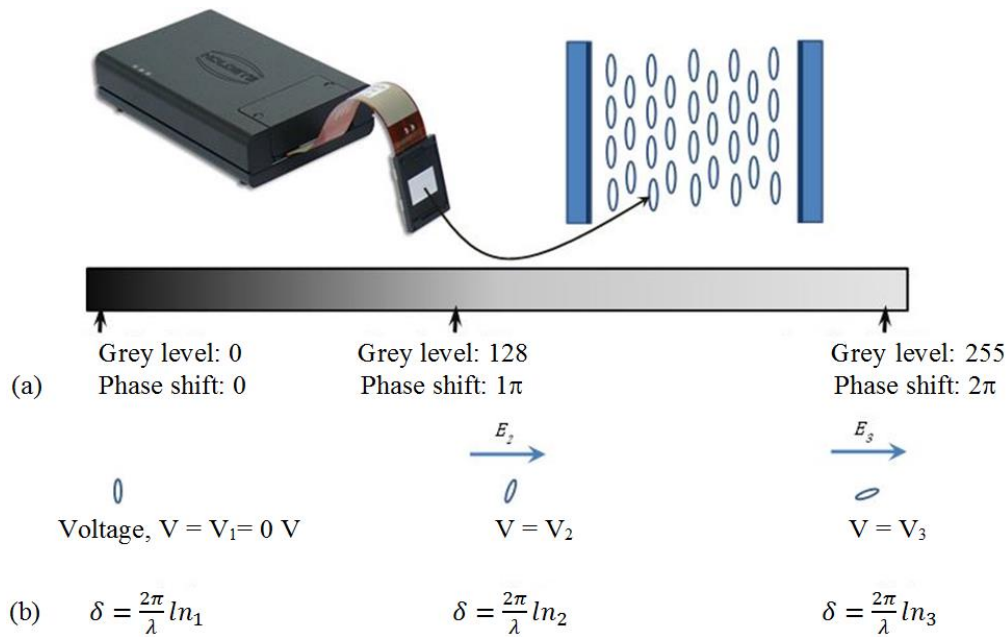 HOLOEYE
Grey level: 0
Phase shift: 0
Grey level: 128
Phase shift: 1π
Grey level: 255
Phase shift: 2π
(a)
E₂
E₃
Voltage, V = V₁= 0 V
V = V₂
V = V₃
(b)
δ = 2π/λ ln₁
δ = 2π/λ ln₂
δ = 2π/λ ln₃